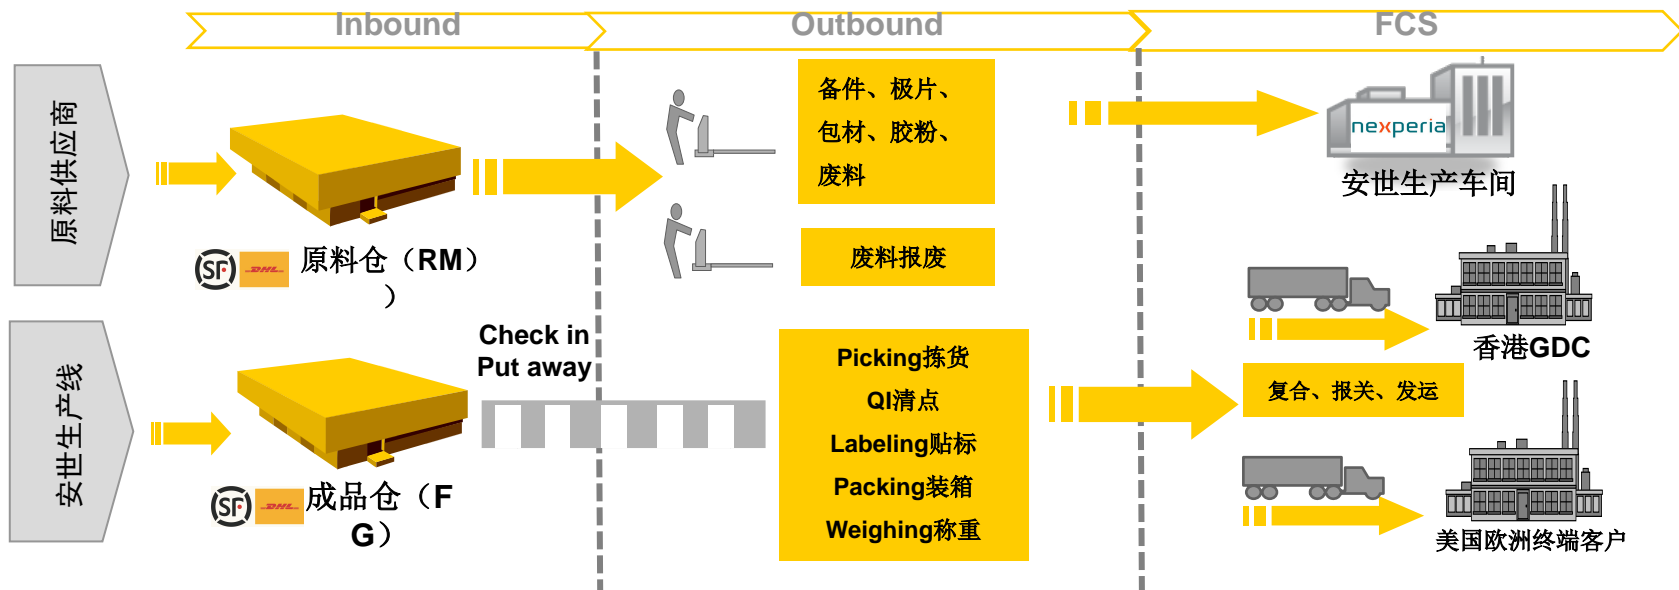 Inbound
Outbound
FCS
原料供应商
备件、极片、
包材、胶粉、
废料
nexperia
安世生产车间
SF
DHL
原料仓（RM）
）
废料报废
香港GDC
安世生产线
Check in
Put away
Picking拣货
QI清点
Labeling贴标
Packing装箱
Weighing称重
复合、报关、发运
SF
DHL
成品仓（F
G）
美国欧洲终端客户